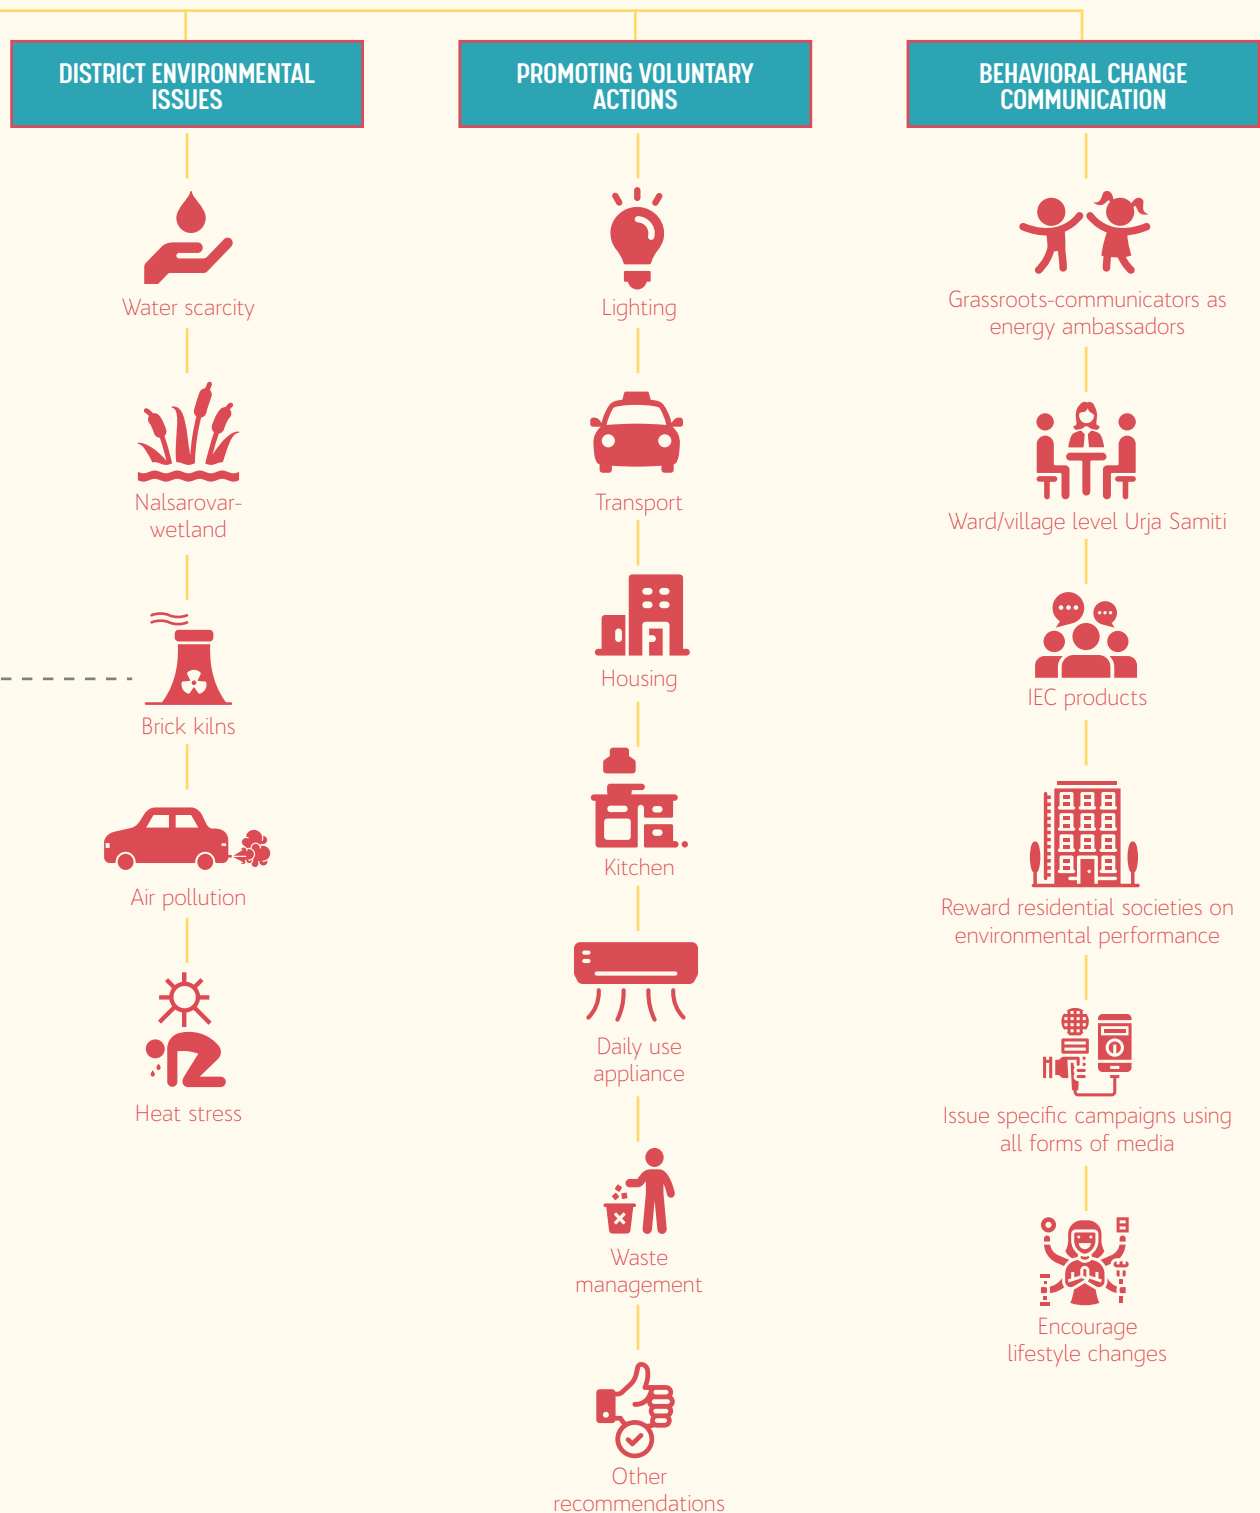 DISTRICT ENVIRONMENTAL
ISSUES
Water scarcity
Nalsarovar-
wetland
Brick kilns
Air pollution
Heat stress
PROMOTING VOLUNTARY
ACTIONS
Lighting
Transport
Housing
Kitchen
Daily use
appliance
Waste
management
Other
recommendations
BEHAVIORAL CHANGE
COMMUNICATION
Grassroots-communicators as
energy ambassadors
Ward/village level Urja Samiti
IEC products
Reward residential societies on
environmental performance
Issue specific campaigns using
all forms of media
Encourage
lifestyle changes